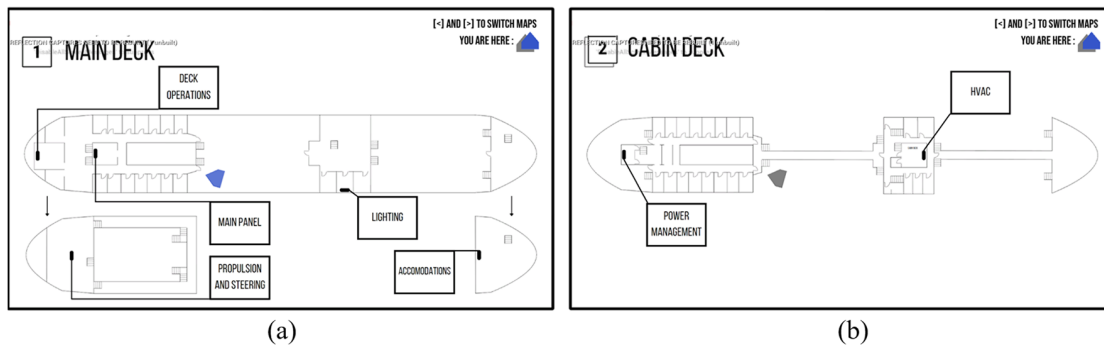 [<] AND [>] TO SWITCH MAPS
YOU ARE HERE :
1
MAIN DECK
DECK
OPERATIONS
MAIN PANEL
LIGHTING
PROPULSION
AND STEERING
ACCOMODATIONS
(a)
[<] AND [>] TO SWITCH MAPS
YOU ARE HERE :
2
CABIN DECK
HVAC
POWER
MANAGEMENT
(b)